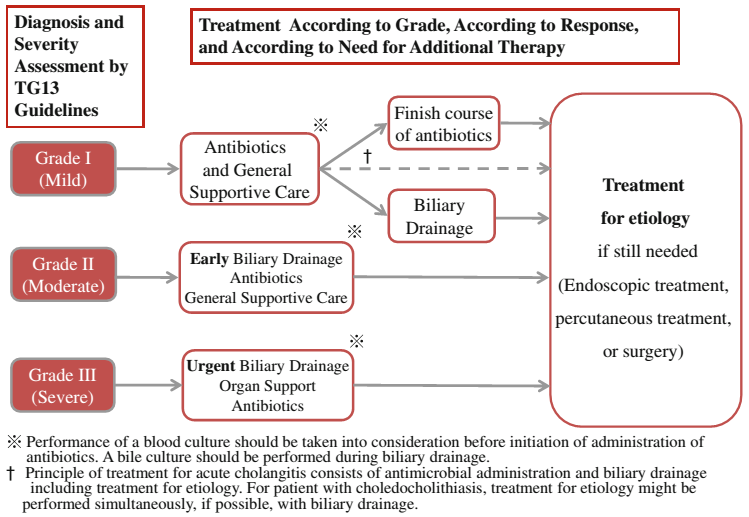 Diagnosis and
Severity
Assessment by
TG13
Guidelines
Treatment According to Grade, According to Response,
and According to Need for Additional Therapy
Grade I
(Mild)
Antibiotics
and General
Supportive Care
※
†
Finish course
of antibiotics
Biliary
Drainage
Grade II
(Moderate)
Early Biliary Drainage
Antibiotics
General Supportive Care
※
Grade III
(Severe)
Urgent Biliary Drainage
Organ Support
Antibiotics
※
Treatment
for etiology
if still needed
(Endoscopic treatment,
percutaneous treatment,
or surgery)
※ Performance of a blood culture should be taken into consideration before initiation of administration of
antibiotics. A bile culture should be performed during biliary drainage.
† Principle of treatment for acute cholangitis consists of antimicrobial administration and biliary drainage
including treatment for etiology. For patient with choledocholithiasis, treatment for etiology might be
performed simultaneously, if possible, with biliary drainage.